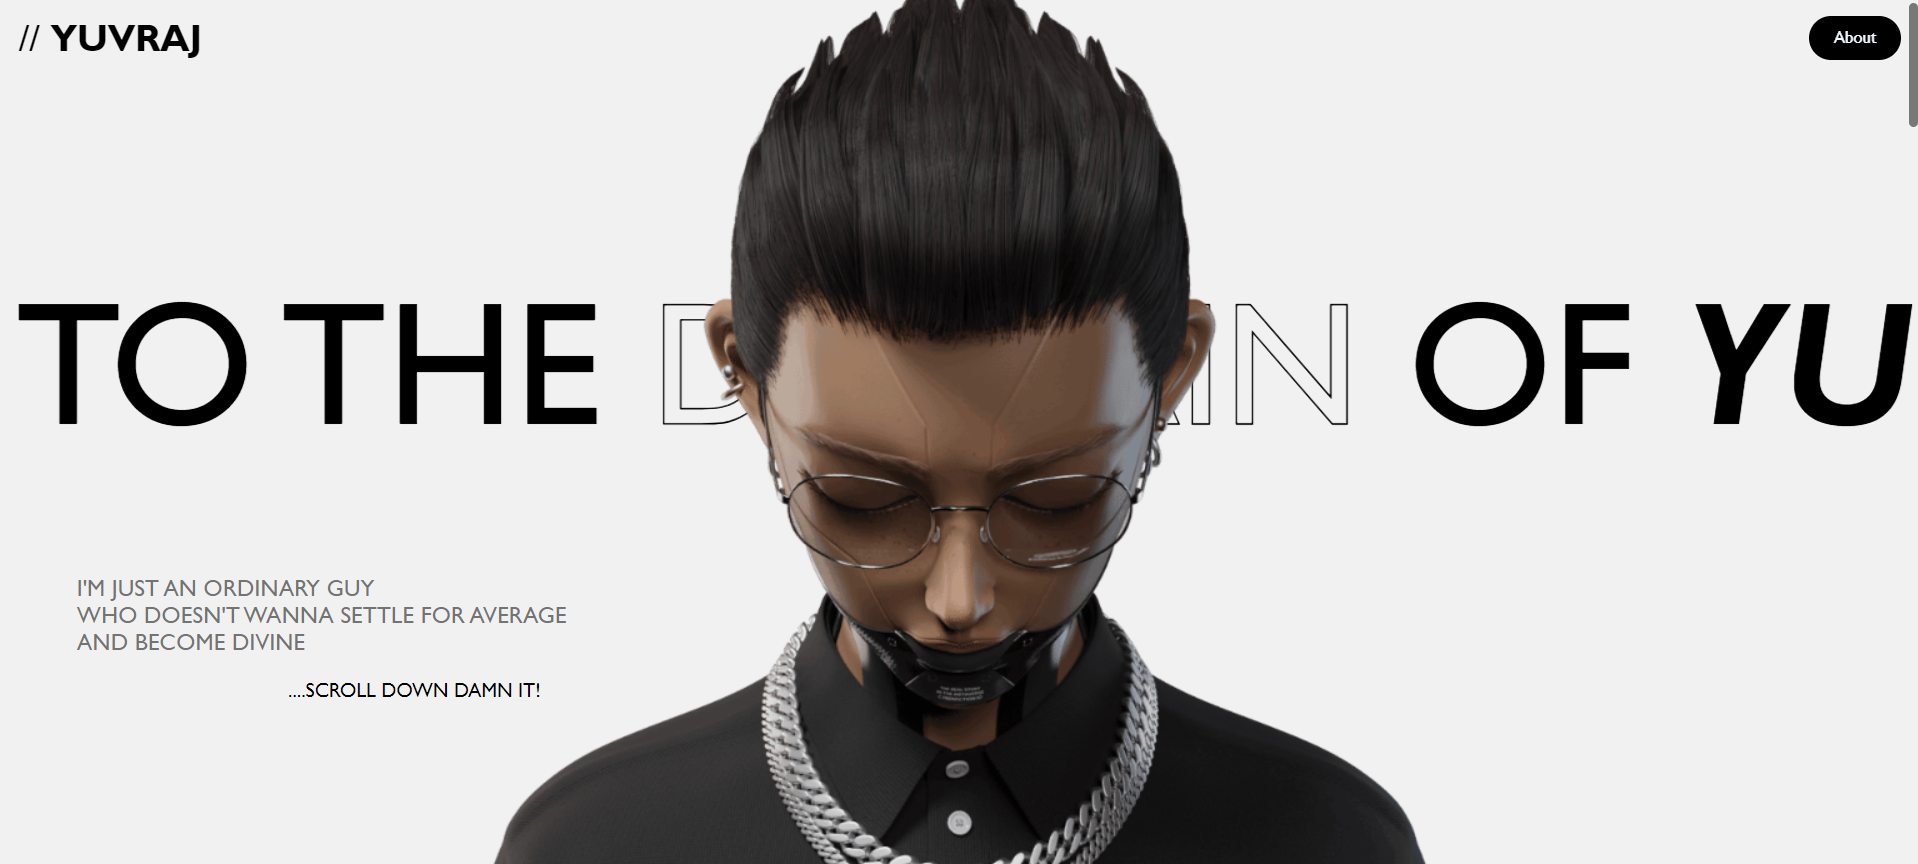 // YUVRAJ
About
TO THE OF YU
I'M JUST AN ORDINARY GUY
WHO DOESN'T WANNA SETTLE FOR AVERAGE
AND BECOME DIVINE
....SCROLL DOWN DAMN IT!